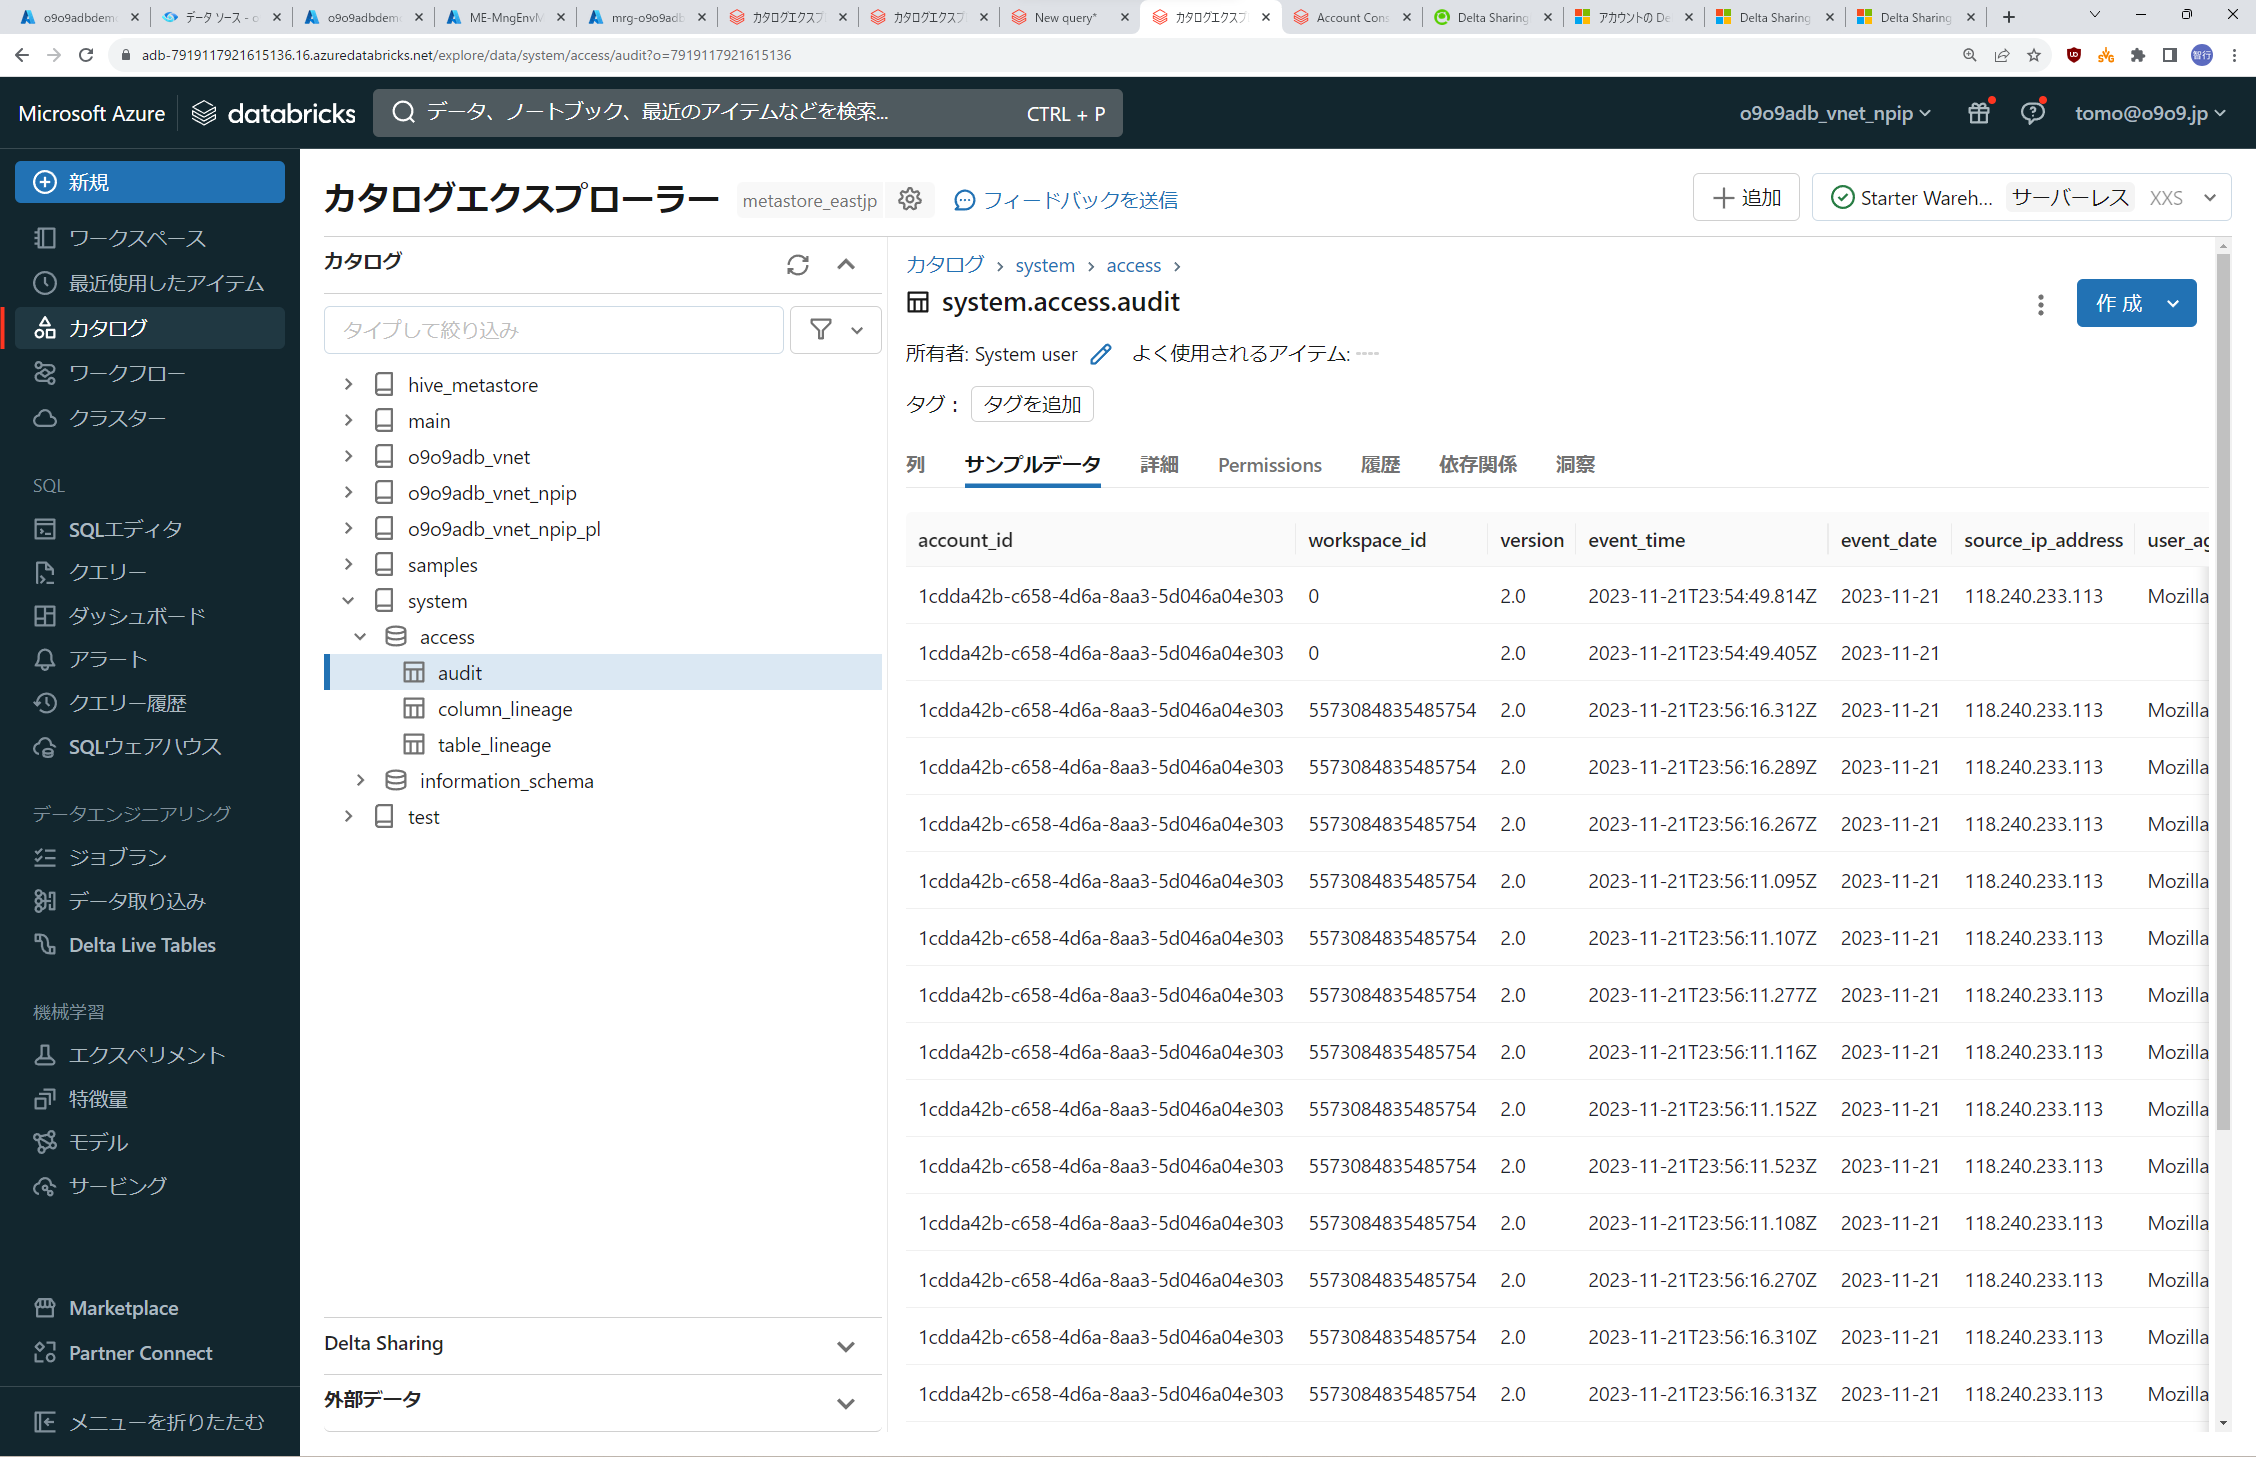 o9o9adbdem
データ ソース - o
o9o9adbdem
ME-MngEnvM
mrg-o9o9adb
カタログエクスプ
カタログエクスプ
New query*
カタログエクスプ
Account Cons
Delta Sharing
アカウントの De
Delta Sharing
Delta Sharing
adb-7919117921615136.16.azuredatabricks.net/explore/data/system/access/audit?o=7919117921615136
智行
Microsoft Azure
databricks
データ、ノートブック、最近のアイテムなどを検索...
CTRL + P
o9o9adb_vnet_npip
tomo@o9o9.jp
新規
ワークスペース
最近使用したアイテム
カタログ
ワークフロー
クラスター
SQL
SQLエディタ
クエリー
ダッシュボード
アラート
クエリー履歴
SQLウェアハウス
データエンジニアリング
ジョブラン
データ取り込み
Delta Live Tables
機械学習
エクスペリメント
特徴量
モデル
サービング
Marketplace
Partner Connect
メニューを折りたたむ
カタログエクスプローラー
metastore_eastjp
フィードバックを送信
追加
Starter Wareh... サーバーレス XXS
カタログ
タイプして絞り込み
hive_metastore
main
o9o9adb_vnet
o9o9adb_vnet_npip
o9o9adb_vnet_npip_pl
samples
system
access
audit
column_lineage
table_lineage
information_schema
test
Delta Sharing
外部データ
カタログ > system > access >
system.access.audit
作成
所有者: System user よく使用されるアイテム: ----
タグ： タグを追加
列 サンプルデータ 詳細 Permissions 履歴 依存関係 洞察
account_id workspace_id version event_time event_date source_ip_address user_ag
1cdda42b-c658-4d6a-8aa3-5d046a04e303 0 2.0 2023-11-21T23:54:49.814Z 2023-11-21 118.240.233.113 Mozilla
1cdda42b-c658-4d6a-8aa3-5d046a04e303 0 2.0 2023-11-21T23:54:49.405Z 2023-11-21
1cdda42b-c658-4d6a-8aa3-5d046a04e303 5573084835485754 2.0 2023-11-21T23:56:16.312Z 2023-11-21 118.240.233.113 Mozilla
1cdda42b-c658-4d6a-8aa3-5d046a04e303 5573084835485754 2.0 2023-11-21T23:56:16.289Z 2023-11-21 118.240.233.113 Mozilla
1cdda42b-c658-4d6a-8aa3-5d046a04e303 5573084835485754 2.0 2023-11-21T23:56:16.267Z 2023-11-21 118.240.233.113 Mozilla
1cdda42b-c658-4d6a-8aa3-5d046a04e303 5573084835485754 2.0 2023-11-21T23:56:11.095Z 2023-11-21 118.240.233.113 Mozilla
1cdda42b-c658-4d6a-8aa3-5d046a04e303 5573084835485754 2.0 2023-11-21T23:56:11.107Z 2023-11-21 118.240.233.113 Mozilla
1cdda42b-c658-4d6a-8aa3-5d046a04e303 5573084835485754 2.0 2023-11-21T23:56:11.277Z 2023-11-21 118.240.233.113 Mozilla
1cdda42b-c658-4d6a-8aa3-5d046a04e303 5573084835485754 2.0 2023-11-21T23:56:11.116Z 2023-11-21 118.240.233.113 Mozilla
1cdda42b-c658-4d6a-8aa3-5d046a04e303 5573084835485754 2.0 2023-11-21T23:56:11.152Z 2023-11-21 118.240.233.113 Mozilla
1cdda42b-c658-4d6a-8aa3-5d046a04e303 5573084835485754 2.0 2023-11-21T23:56:11.523Z 2023-11-21 118.240.233.113 Mozilla
1cdda42b-c658-4d6a-8aa3-5d046a04e303 5573084835485754 2.0 2023-11-21T23:56:11.108Z 2023-11-21 118.240.233.113 Mozilla
1cdda42b-c658-4d6a-8aa3-5d046a04e303 5573084835485754 2.0 2023-11-21T23:56:16.270Z 2023-11-21 118.240.233.113 Mozilla
1cdda42b-c658-4d6a-8aa3-5d046a04e303 5573084835485754 2.0 2023-11-21T23:56:16.310Z 2023-11-21 118.240.233.113 Mozilla
1cdda42b-c658-4d6a-8aa3-5d046a04e303 5573084835485754 2.0 2023-11-21T23:56:16.313Z 2023-11-21 118.240.233.113 Mozilla